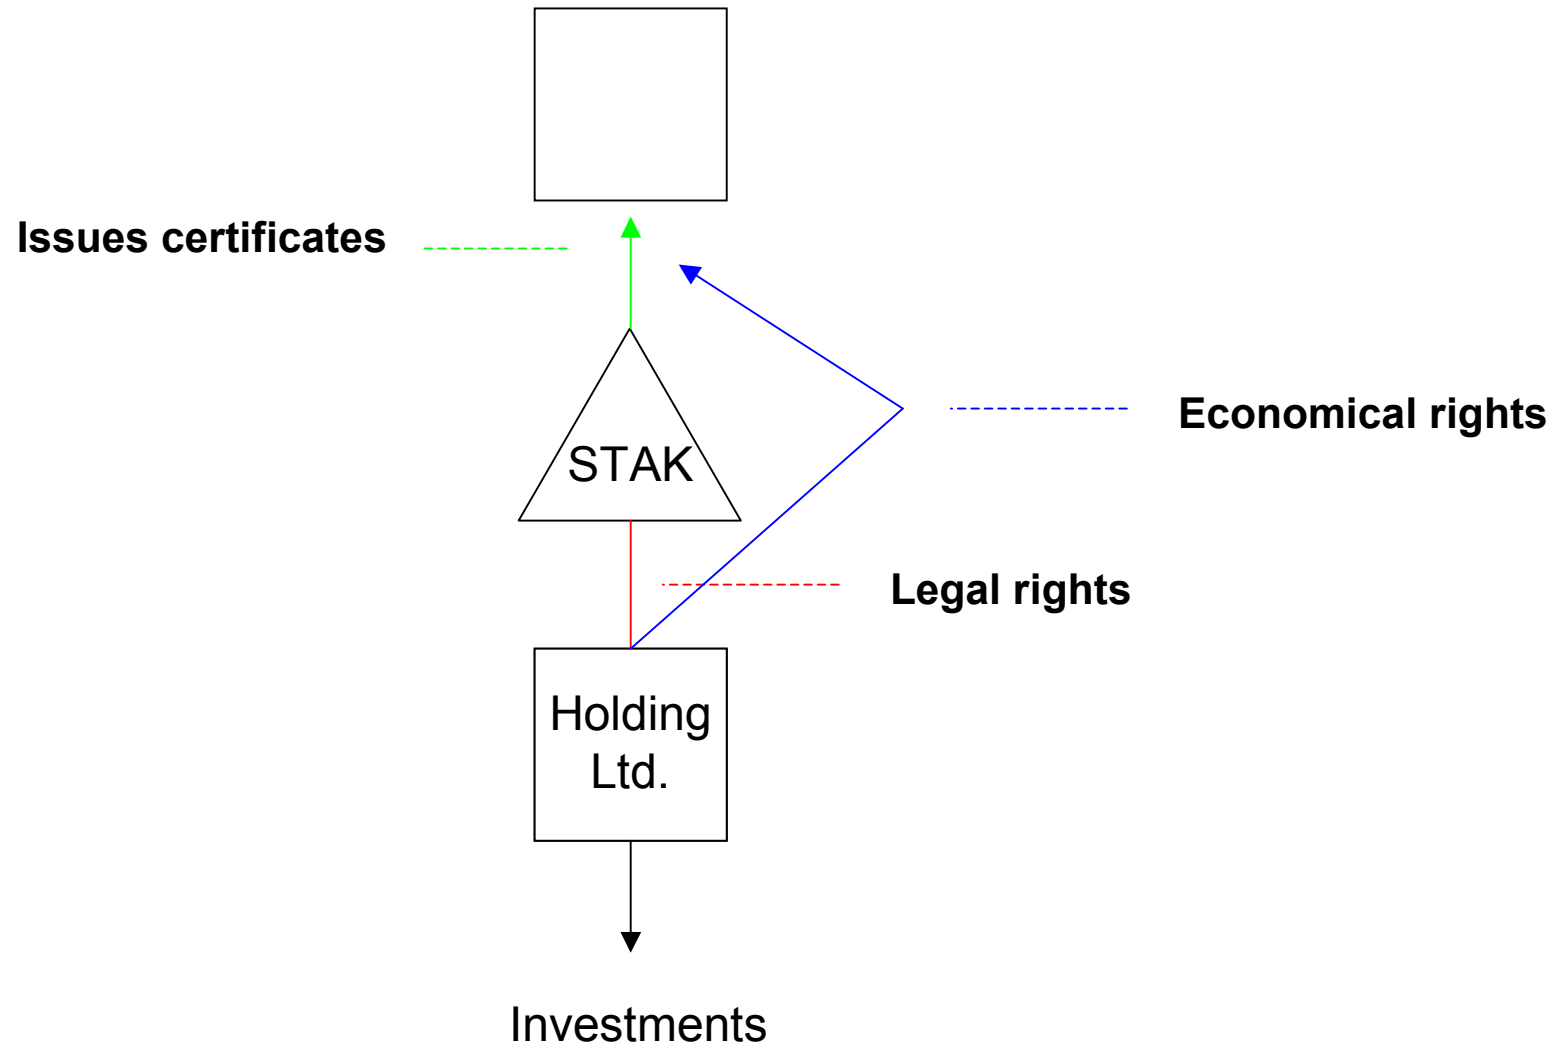 Issues certificates
Economical rights
STAK
Legal rights
Holding
Ltd.
Investments